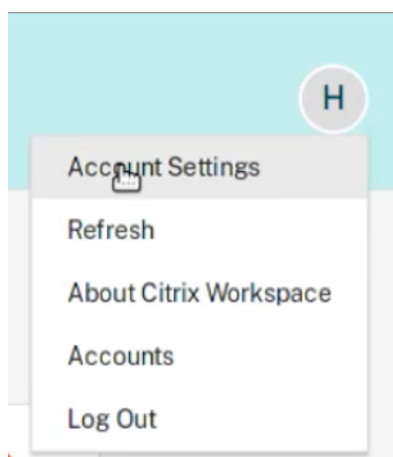 H
Account Settings
Refresh
About Citrix Workspace
Accounts
Log Out